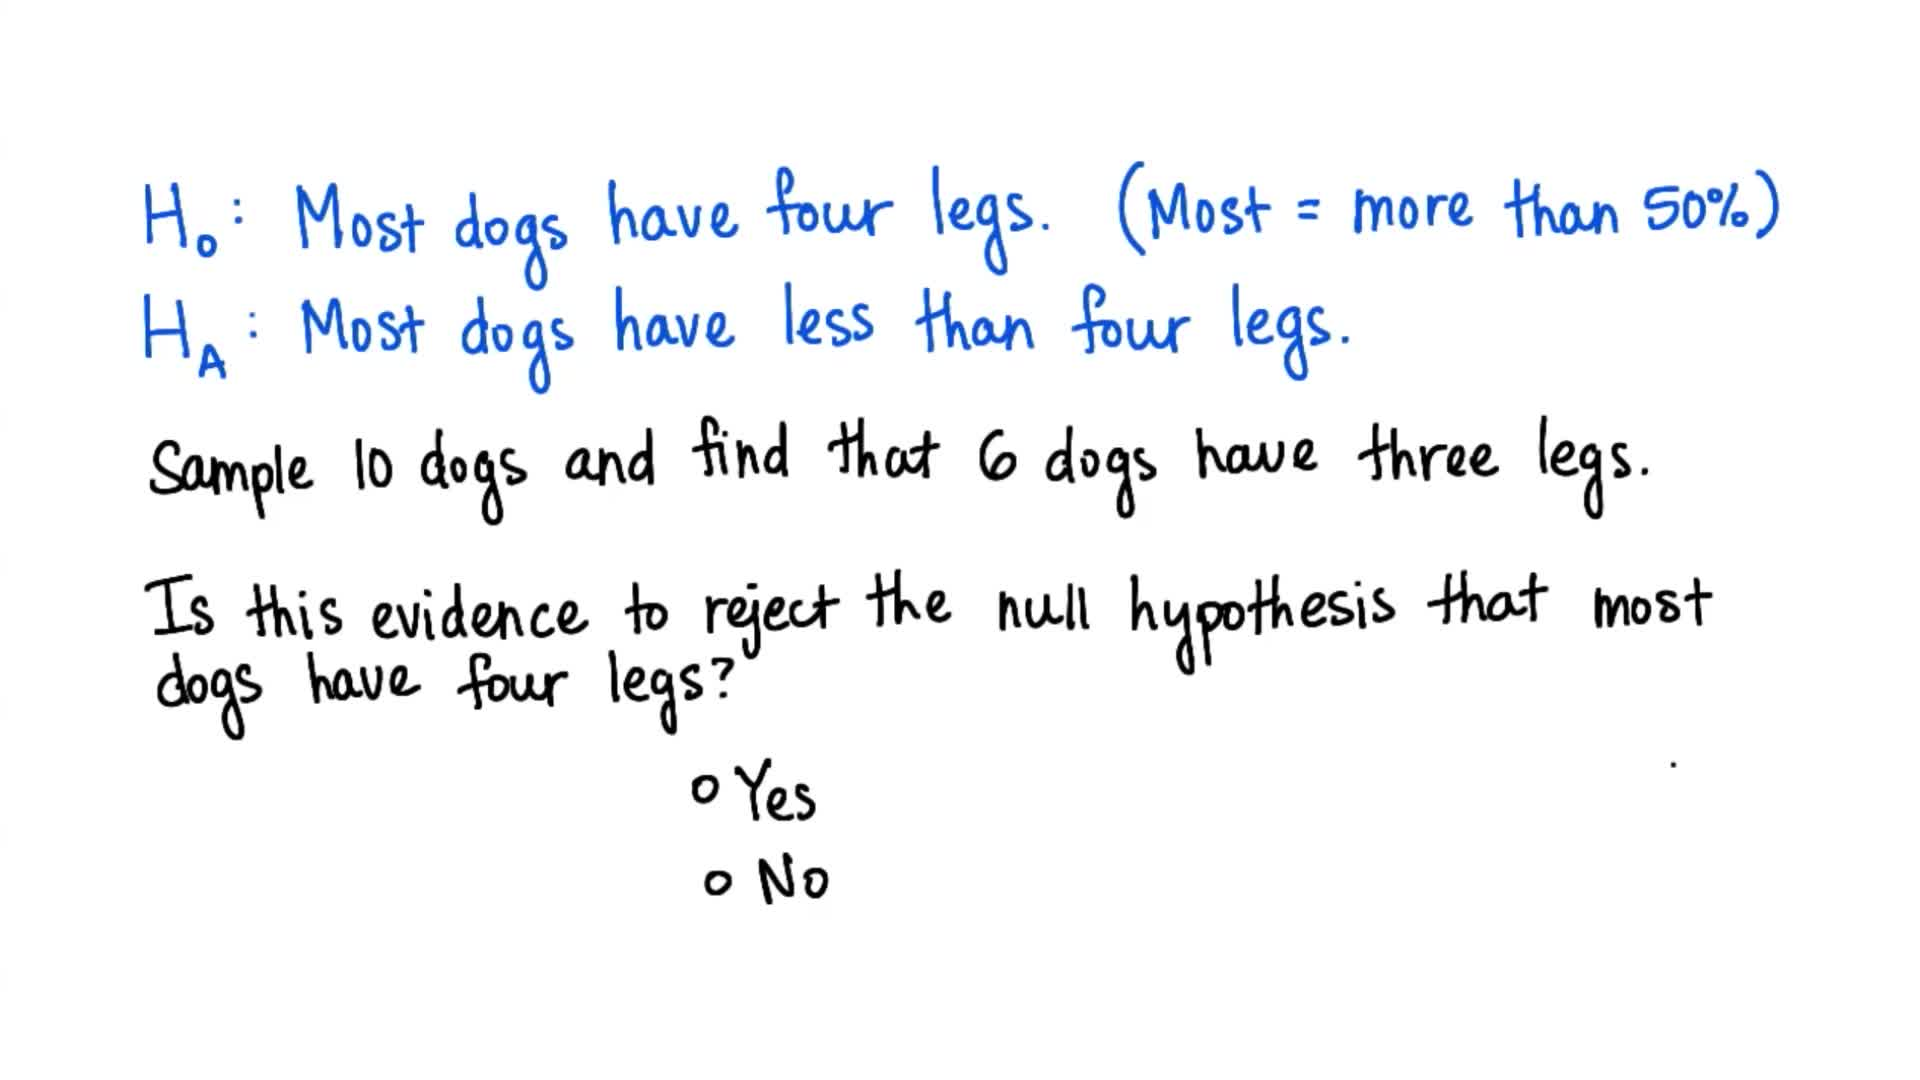 H₀: Most dogs have four legs. (Most = more than 50%)
H_A: Most dogs have less than four legs.
Sample 10 dogs and find that 6 dogs have three legs.
Is this evidence to reject the null hypothesis that most
dogs have four legs?
o Yes
o No